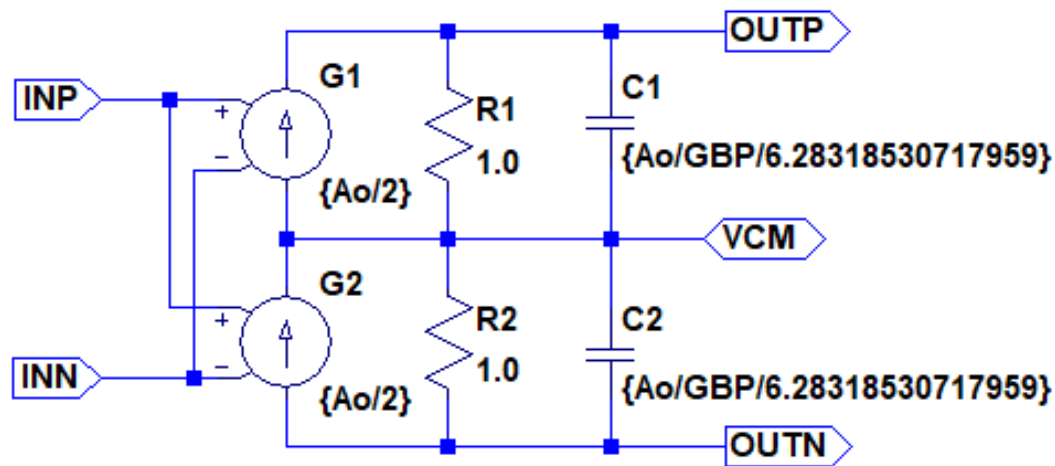 OUTP
G1
C1
INP
+
R1
−
1.0
{Ao/GBP/6.28318530717959}
{Ao/2}
VCM
G2
+
R2
C2
INN
−
1.0
{Ao/2}
{Ao/GBP/6.28318530717959}
OUTN